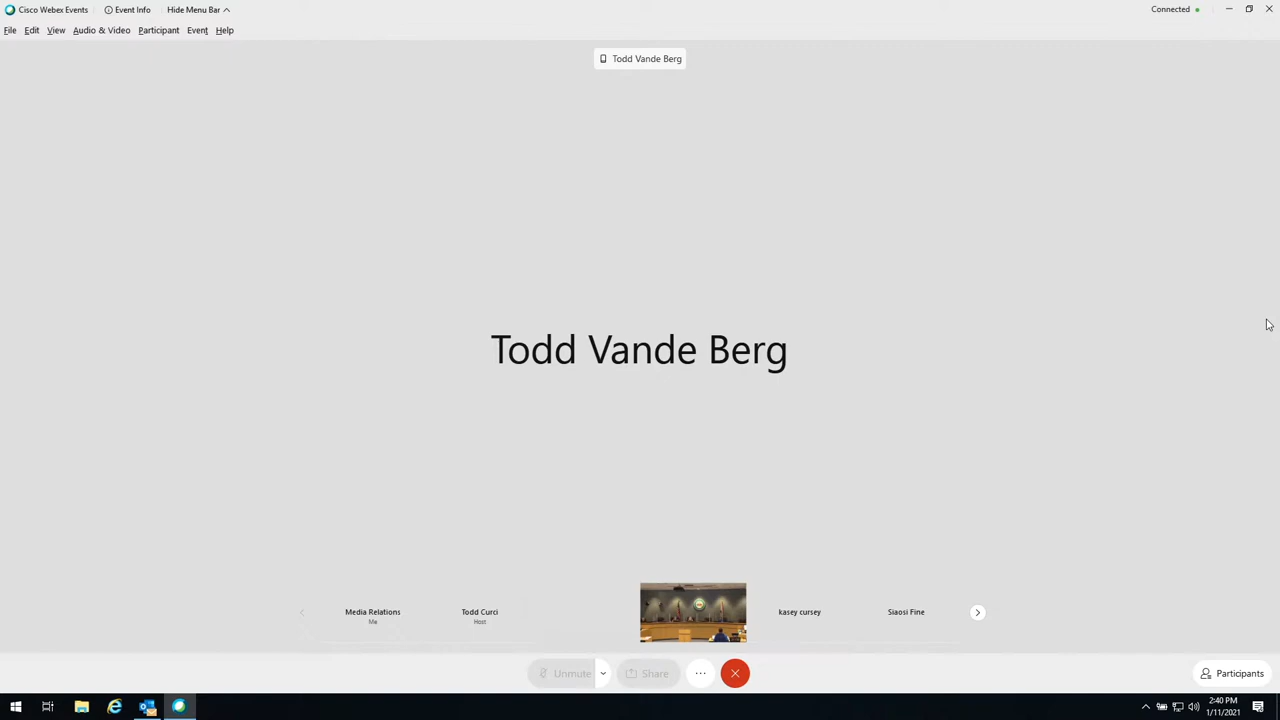 Cisco Webex Events Event Info Hide Menu Bar Connected
File Edit View Audio & Video Participant Event Help
Todd Vande Berg
Todd Vande Berg
Media Relations Todd Curci kasey cursey Siaosi Fine
Me Host
Unmute Share Participants
2:40 PM
1/11/2021